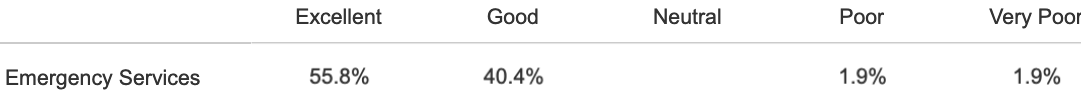 Excellent Good Neutral Poor Very Poor
Emergency Services 55.8% 40.4% 1.9% 1.9%